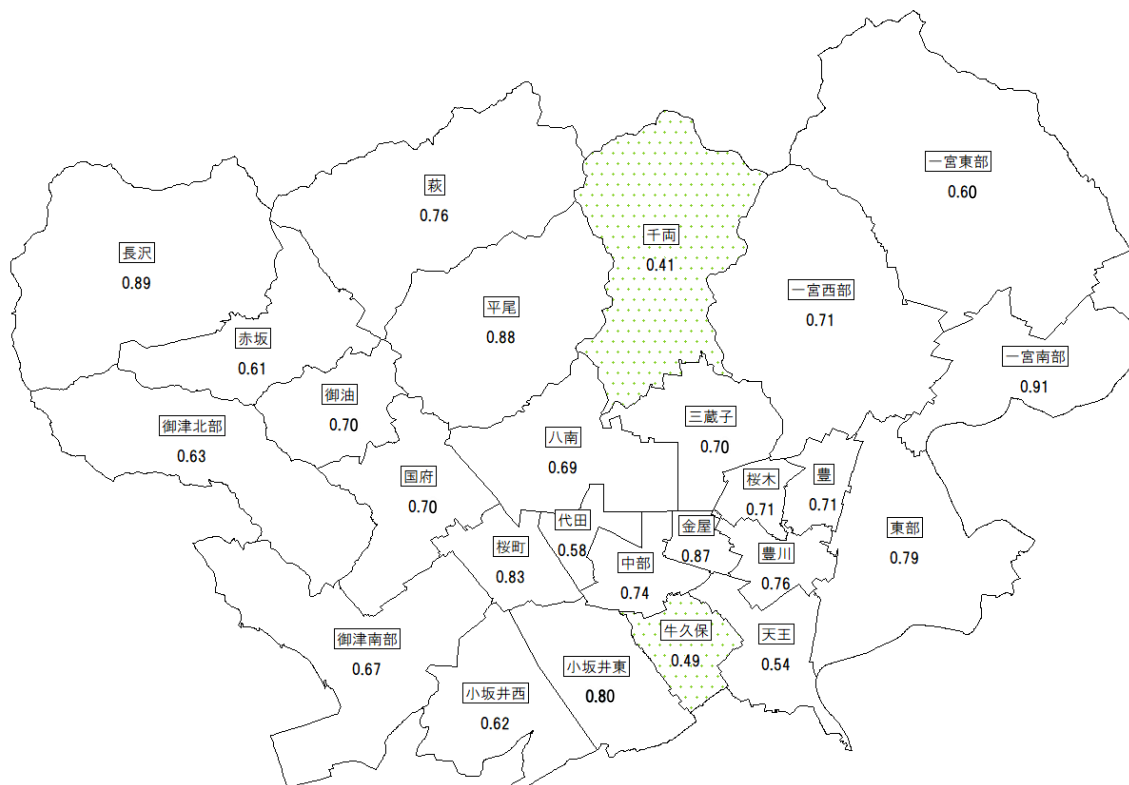 一宮東部
0.60
萩
0.76
千両
0.41
長沢
0.89
一宮西部
0.71
平尾
0.88
赤坂
0.61
一宮南部
0.91
御油
0.70
三蔵子
0.70
御津北部
0.63
八南
0.69
国府
0.70
桜木
0.71
豊
0.71
代田
0.58
金屋
0.87
東部
0.79
桜町
0.83
中部
0.74
豊川
0.76
牛久保
0.49
天王
0.54
御津南部
0.67
小坂井東
0.80
小坂井西
0.62